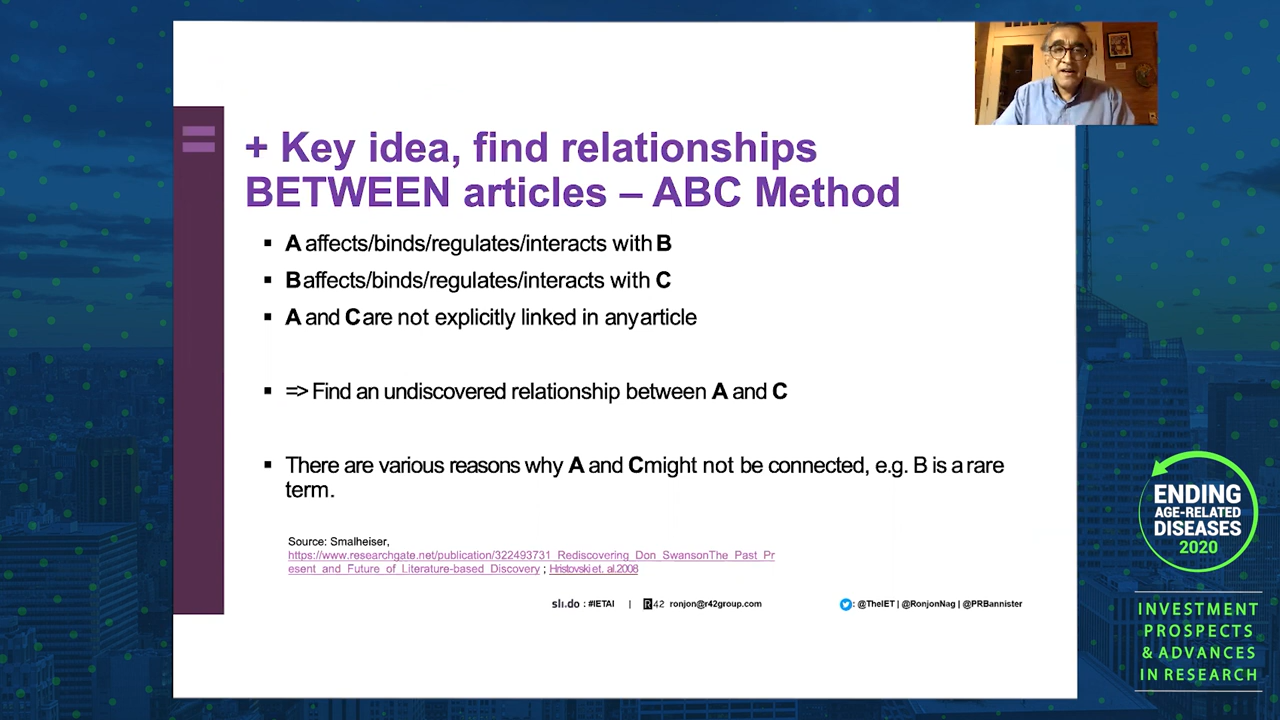 + Key idea, find relationships
BETWEEN articles – ABC Method
▪ A affects/binds/regulates/interacts with B
▪ B affects/binds/regulates/interacts with C
▪ A and C are not explicitly linked in any article
▪ => Find an undiscovered relationship between A and C
▪ There are various reasons why A and C might not be connected, e.g. B is a rare
term.
Source: Smalheiser,
https://www.researchgate.net/publication/322493731_Rediscovering_Don_SwansonThe_Past_Pr
esent_and_Future_of_Literature-based_Discovery ; Hristovski et. al.2008
sli.do : #IETAI | R42 ronjon@r42group.com
: @TheIET | @RonjonNag | @PRBannister
ENDING
AGE-RELATED
DISEASES
2020
INVESTMENT
PROSPECTS
& ADVANCES
IN RESEARCH